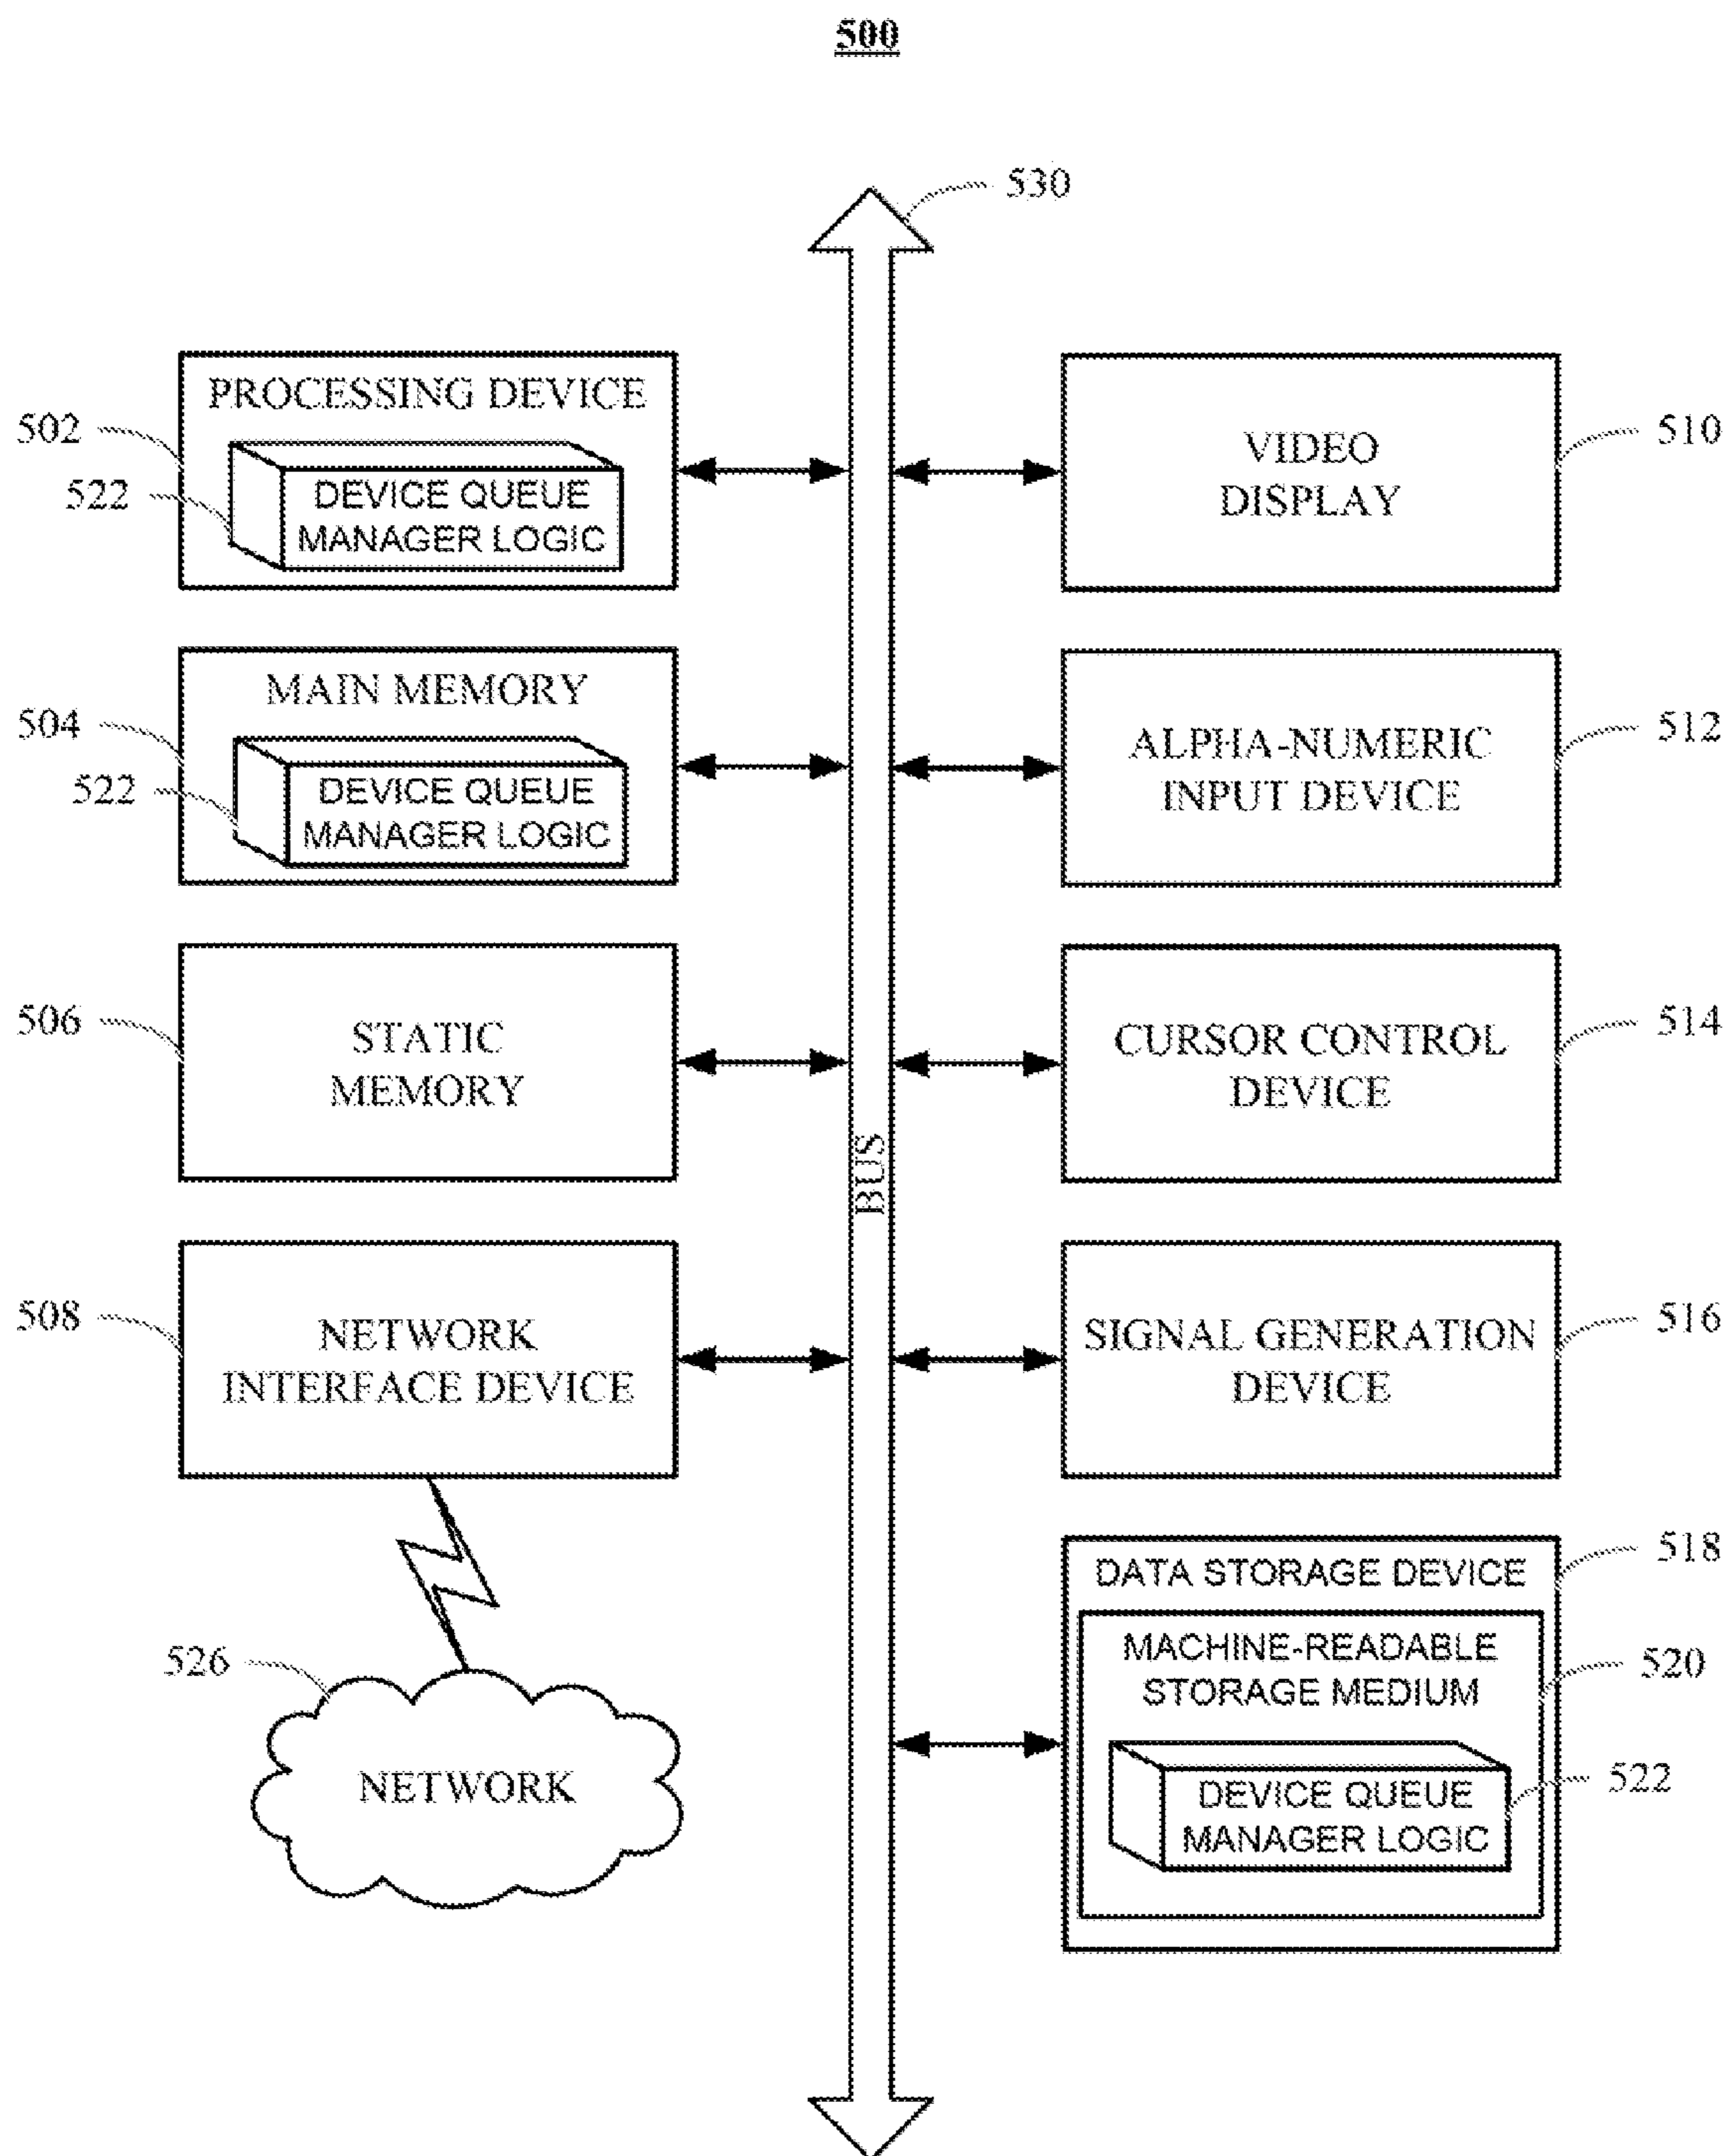 500
530
PROCESSING DEVICE
502
522
DEVICE QUEUE
MANAGER LOGIC
VIDEO
DISPLAY
510
MAIN MEMORY
504
522
DEVICE QUEUE
MANAGER LOGIC
ALPHA-NUMERIC
INPUT DEVICE
512
506
STATIC
MEMORY
CURSOR CONTROL
DEVICE
514
BUS
508
NETWORK
INTERFACE DEVICE
SIGNAL GENERATION
DEVICE
516
518
DATA STORAGE DEVICE
MACHINE-READABLE
STORAGE MEDIUM
520
522
DEVICE QUEUE
MANAGER LOGIC
526
NETWORK